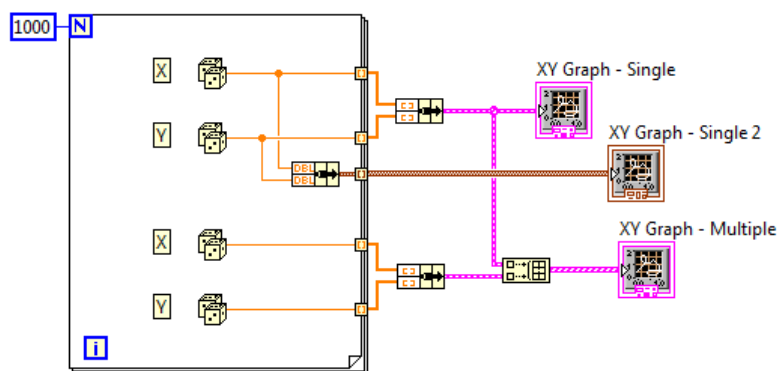 1000
N
X
Y
DBL
DBL
X
Y
i
XY Graph - Single
XY Graph - Single 2
XY Graph - Multiple